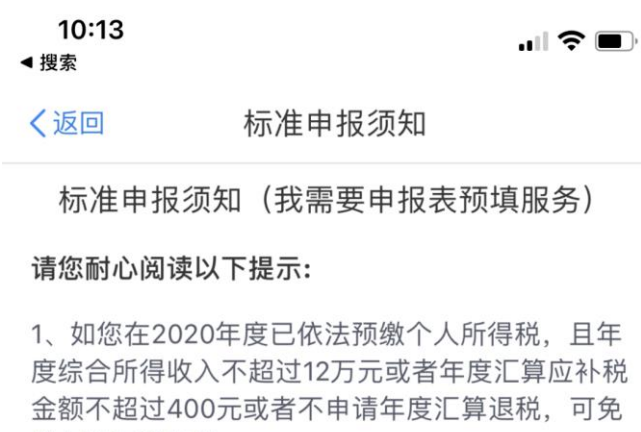 10:13
◀ 搜索
返回 标准申报须知
标准申报须知（我需要申报表预填服务）
请您耐心阅读以下提示:
1、如您在2020年度已依法预缴个人所得税，且年
度综合所得收入不超过12万元或者年度汇算应补税
金额不超过400元或者不申请年度汇算退税，可免